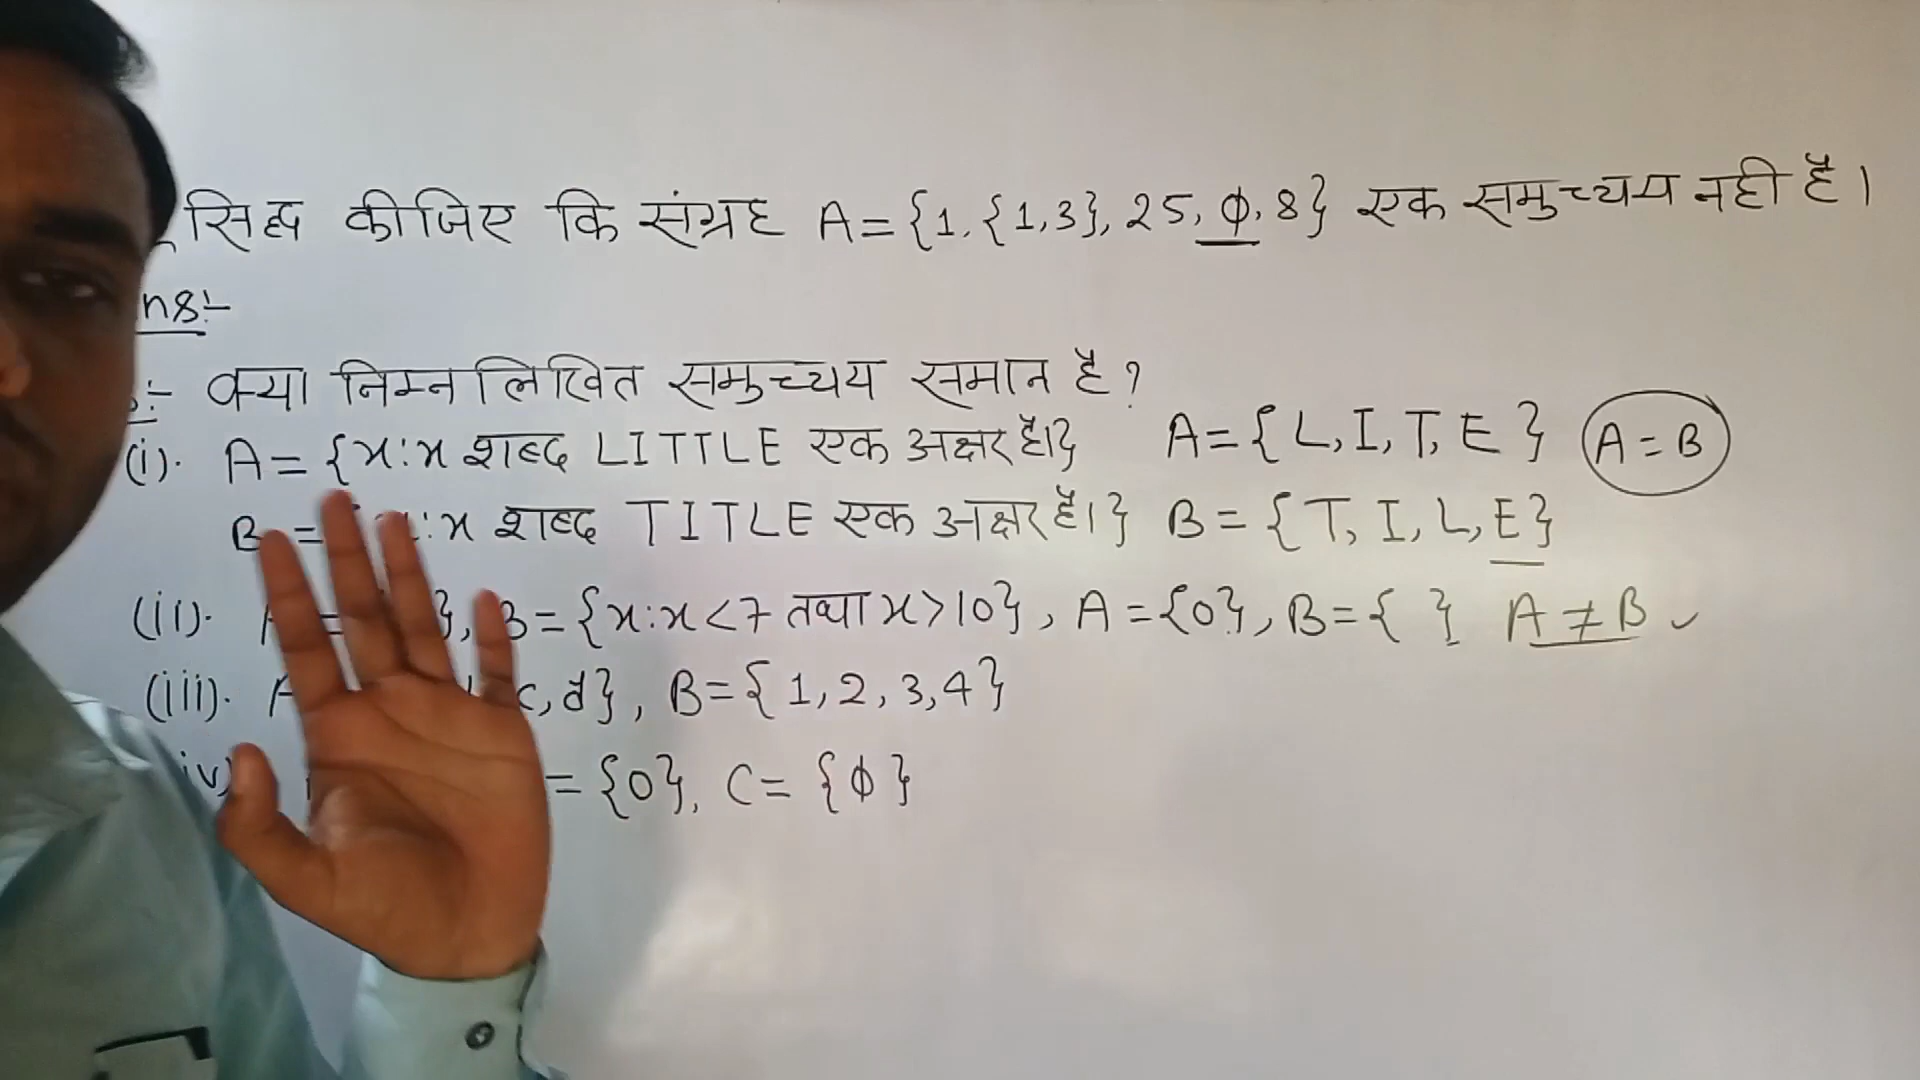 सिद्ध कीजिए कि संग्रह A={1,{1,3},25,ϕ,8} एक समुच्चय नही है।
ns:-
:- क्या निम्नलिखित समुच्चय समान है?
(i). A={x:x शब्द LITTLE एक अक्षर है।} A={L,I,T,E} A=B
B = x:x शब्द TITLE एक अक्षर है।} B={T,I,L,E}
(ii). A = }, B={x:x<7 तथा x>10}, A={0}, B={ } A≠B ✓
(iii). A c,d}, B={1,2,3,4}
iv) ={0}, C={ϕ}